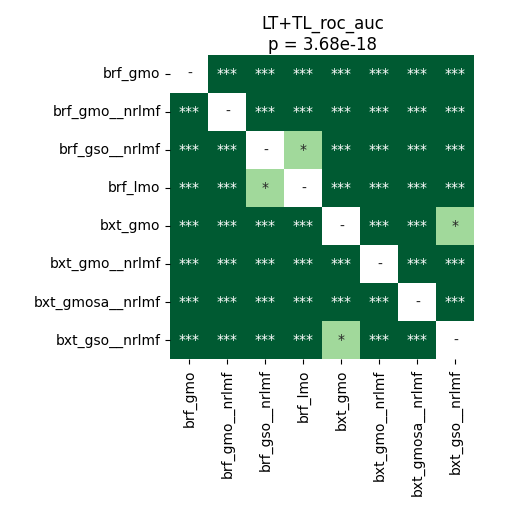 LT+TL_roc_auc
p = 3.68e-18
brf_gmo - *** *** *** *** *** *** ***
brf_gmo__nrlmf *** - *** *** *** *** *** ***
brf_gso__nrlmf *** *** - * *** *** *** ***
brf_lmo *** *** * - *** *** *** ***
bxt_gmo *** *** *** *** - *** *** *
bxt_gmo__nrlmf *** *** *** *** *** - *** ***
bxt_gmosa__nrlmf *** *** *** *** *** *** - ***
bxt_gso__nrlmf *** *** *** *** * *** *** -
brf_gmo
brf_gmo__nrlmf
brf_gso__nrlmf
brf_lmo
bxt_gmo
bxt_gmo__nrlmf
bxt_gmosa__nrlmf
bxt_gso__nrlmf